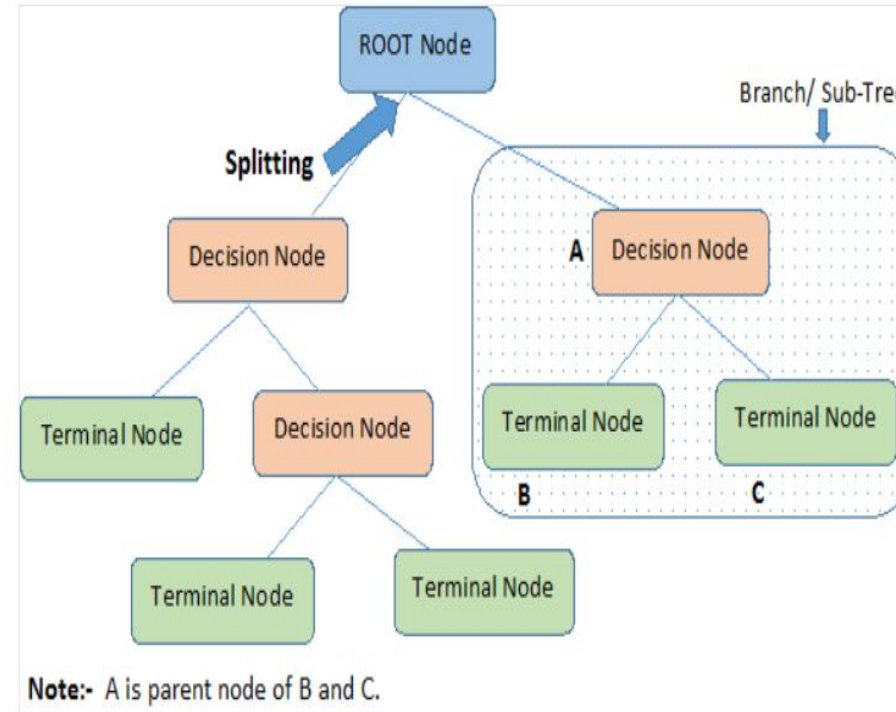 ROOT Node
Branch/ Sub-Tree
Splitting
Decision Node
A
Decision Node
Terminal Node
Decision Node
Terminal Node
Terminal Node
B
C
Terminal Node
Terminal Node
Note:- A is parent node of B and C.